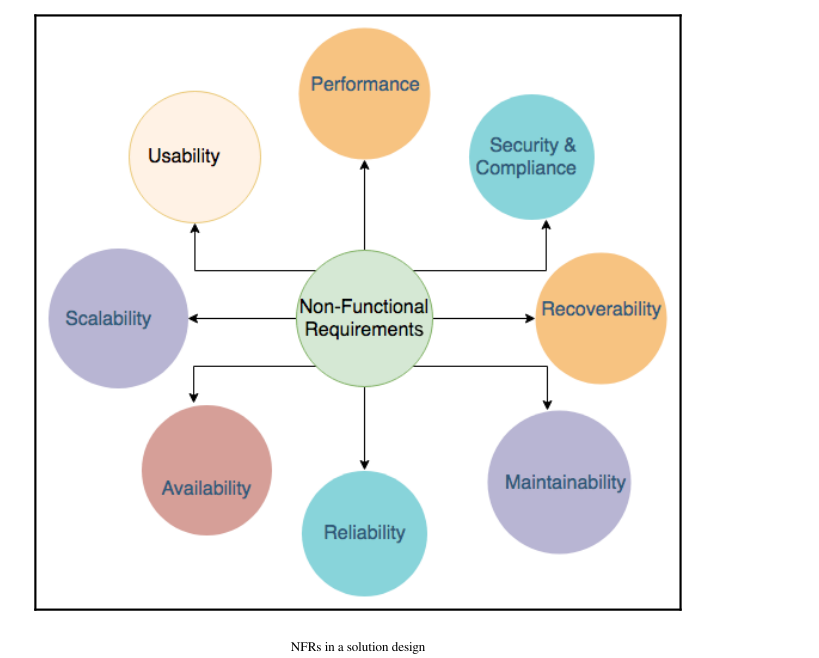 Performance
Usability
Security &
Compliance
Scalability
Non-Functional
Requirements
Recoverability
Availability
Reliability
Maintainability
NFRs in a solution design